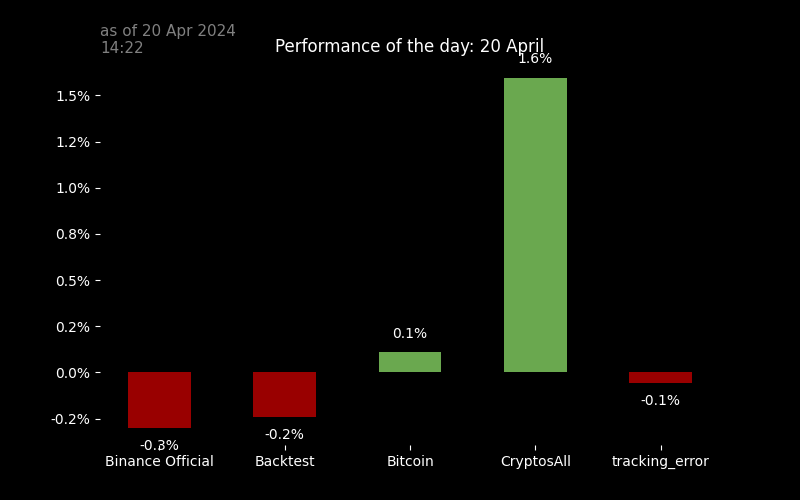 as of 20 Apr 2024
14:22
Performance of the day: 20 April
1.6%
1.5%
1.2%
1.0%
0.8%
0.5%
0.2%
0.1%
0.0%
-0.1%
-0.2%
-0.2%
-0.3%
Binance Official
Backtest
Bitcoin
CryptosAll
tracking_error